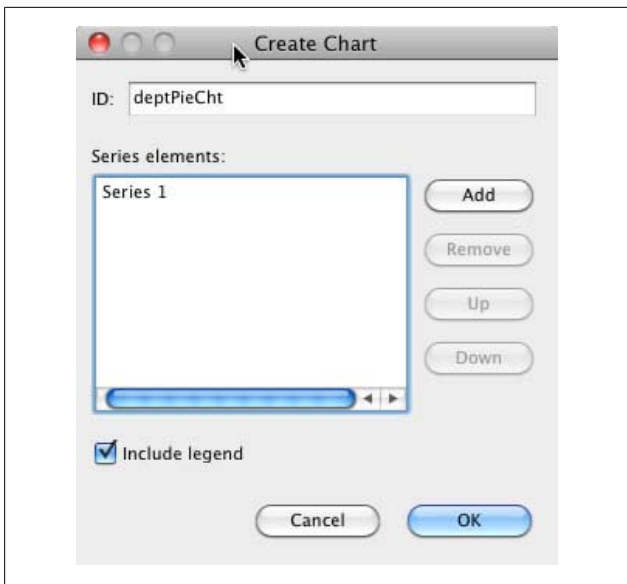 Create Chart
ID: deptPieCht
Series elements:
Series 1
Add
Remove
Up
Down
Include legend
Cancel
OK